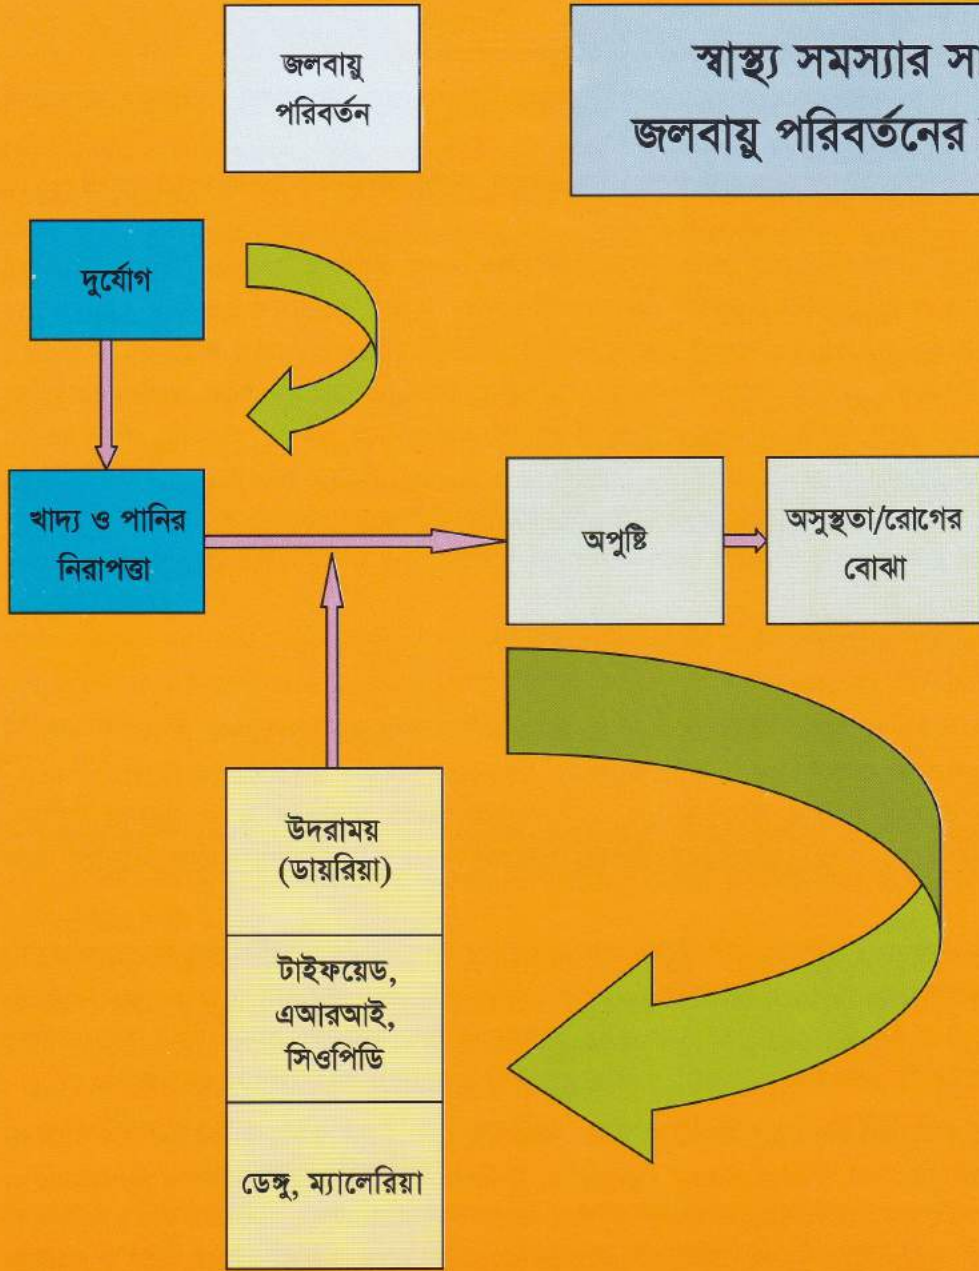 জলবায়ু
পরিবর্তন
স্বাস্থ্য সমস্যার
জলবায়ু পরিবর্তনের
দুর্যোগ
খাদ্য ও পানির
নিরাপত্তা
অপুষ্টি
অসুস্থতা/রোগের
বোঝা
উদরাময়
(ডায়রিয়া)
টাইফয়েড,
এআরআই,
সিওপিডি
ডেঙ্গু, ম্যালেরিয়া